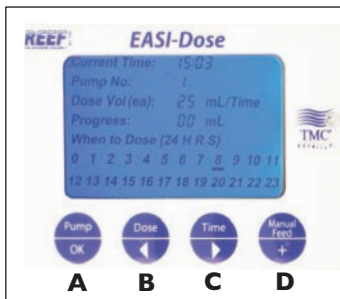 REEF EASI-Dose
Current Time: 15:03
Pump No: 1
Dose Vol(ea): 25 mL/Time
Progress: 00 mL
When to Dose (24 H R S)
0 1 2 3 4 5 6 7 8 9 10 11
12 13 14 15 16 17 18 19 20 21 22 23
TMC
Pump
OK
Dose
Time
Manual
Feed
+
A B C D